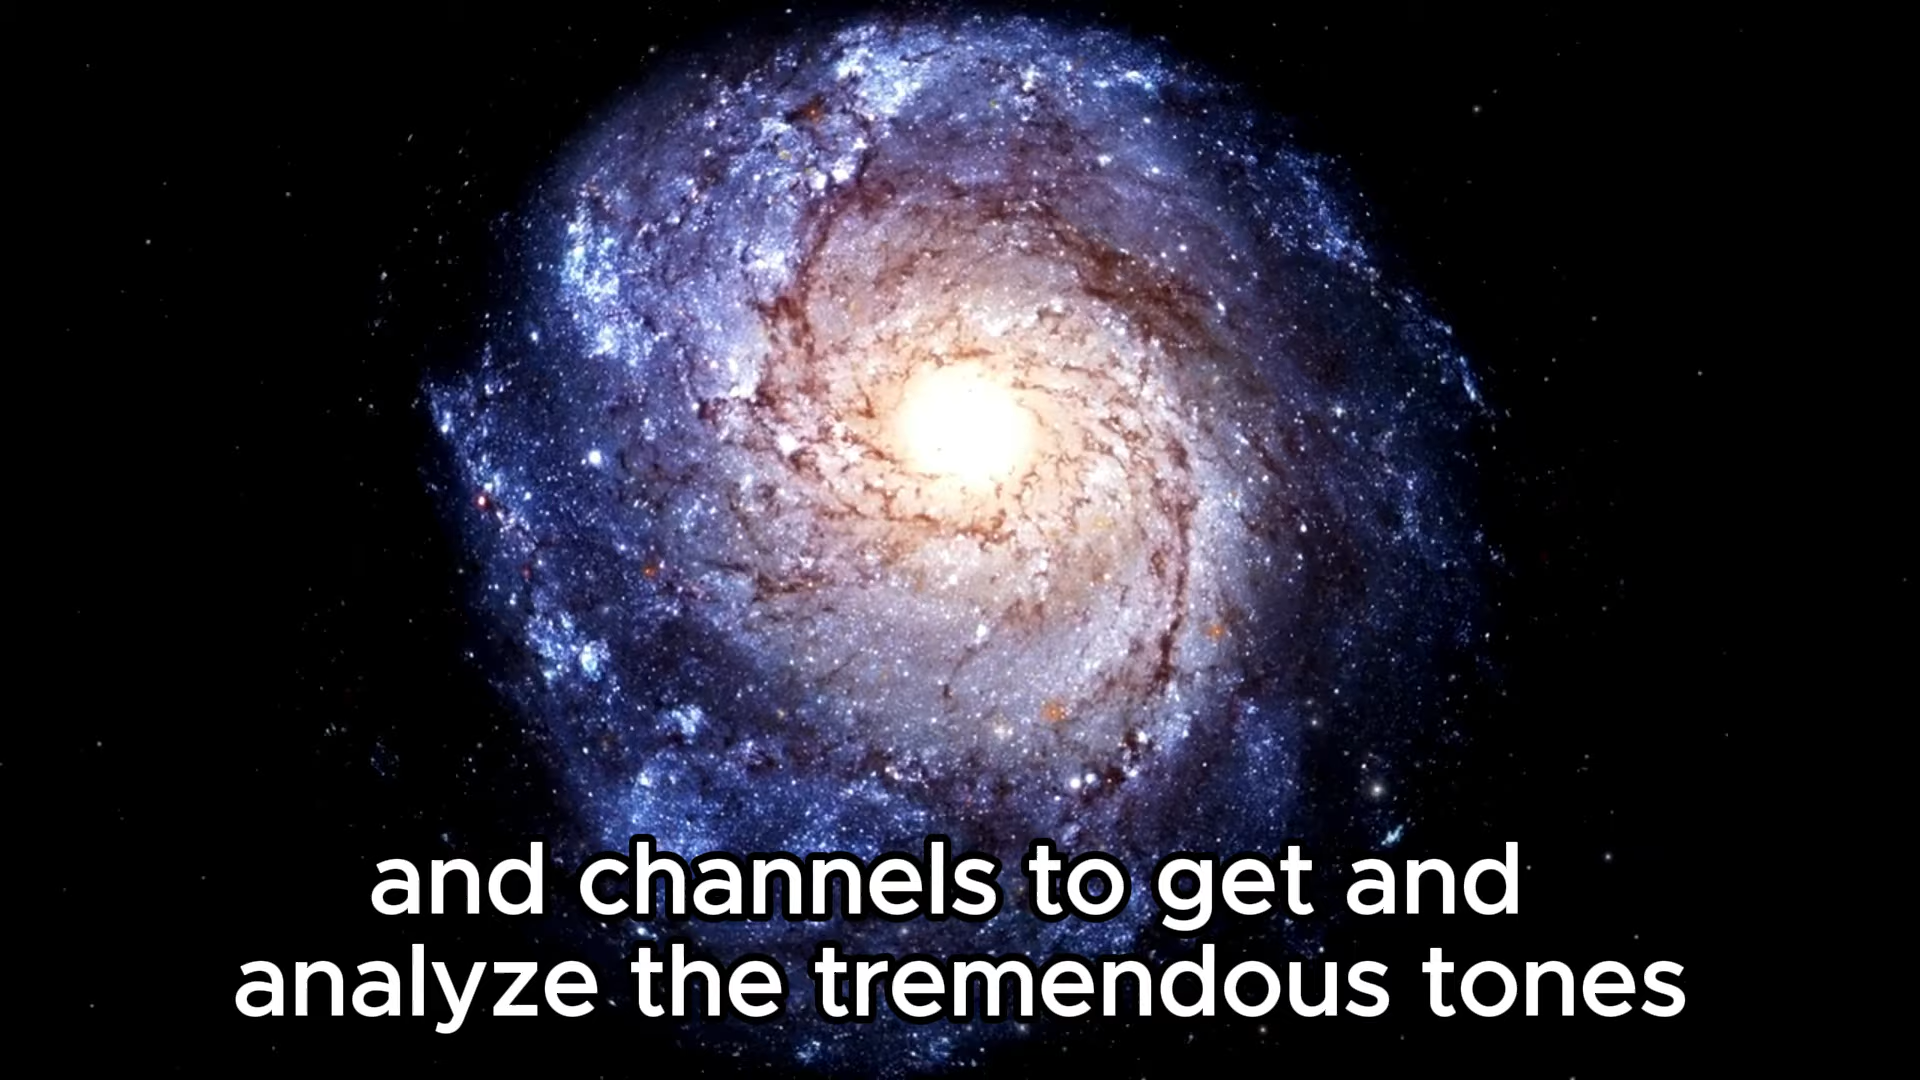 and channels to get and
analyze the tremendous tones